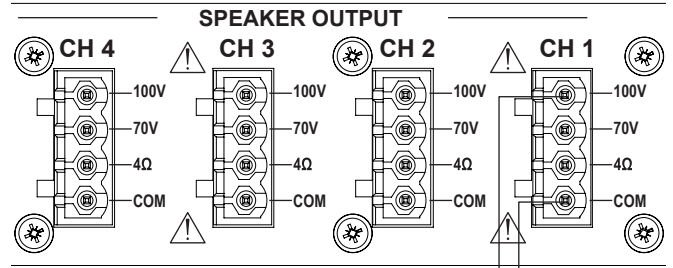 SPEAKER OUTPUT
CH 4 CH 3 CH 2 CH 1
100V 100V 100V 100V
70V 70V 70V 70V
4Ω 4Ω 4Ω 4Ω
COM COM COM COM